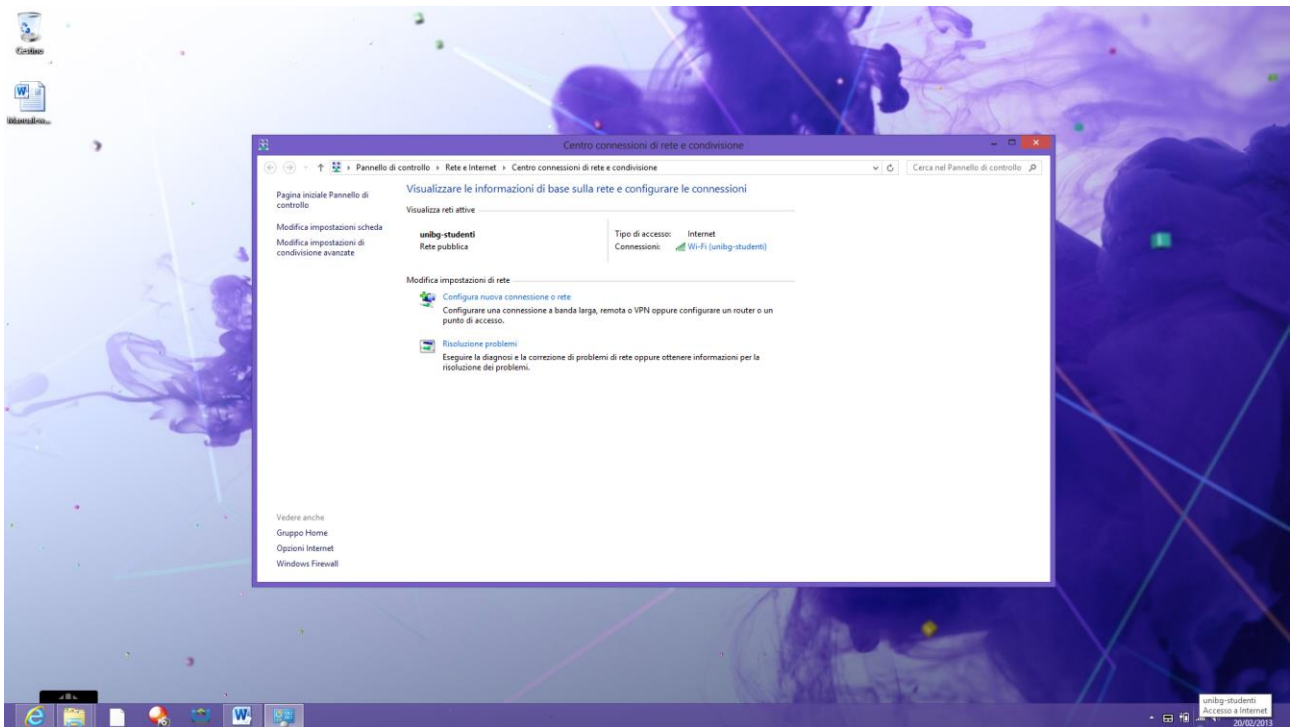 Cestino
Centro connessioni di rete e condivisione
Pannello di controllo Rete e Internet Centro connessioni di rete e condivisione
Cerca nel Pannello di controllo
Pagina iniziale Pannello di controllo
Modifica impostazioni scheda
Modifica impostazioni di condivisione avanzate
Visualizzare le informazioni di base sulla rete e configurare le connessioni
Visualizza reti attive
unibg-studenti
Rete pubblica
Tipo di accesso: Internet
Connessioni: Wi-Fi (unibg-studenti)
Modifica impostazioni di rete
Configura nuova connessione o rete
Configurare una connessione a banda larga, remota o VPN oppure configurare un router o un
punto di accesso.
Risoluzione problemi
Eseguire la diagnosi e la correzione di problemi di rete oppure ottenere informazioni per la
risoluzione dei problemi.
Vedere anche
Gruppo Home
Opzioni Internet
Windows Firewall
unibg-studenti
Accesso a Internet
20/02/2013